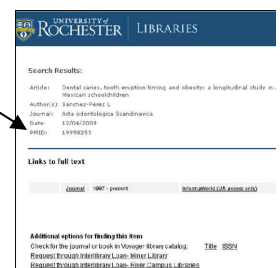 UNIVERSITY of
ROCHESTER LIBRARIES
Search Results:
Article: Dental caries, tooth eruption timing and obesity: a longitudinal study in
Mexican schoolchildren
Author(s): Sánchez-Pérez L
Journal: Acta odontologica Scandinavica
Date: 12/04/2009
PMID: 19958253
Links to full text
Journal 1997 - present InformaWorld (UR access only)
Additional options for finding this item
Check for the journal or book in Voyager library catalog: Title ISSN
Request through Interlibrary Loan- Miner Library
Request through Interlibrary Loan- River Campus Libraries